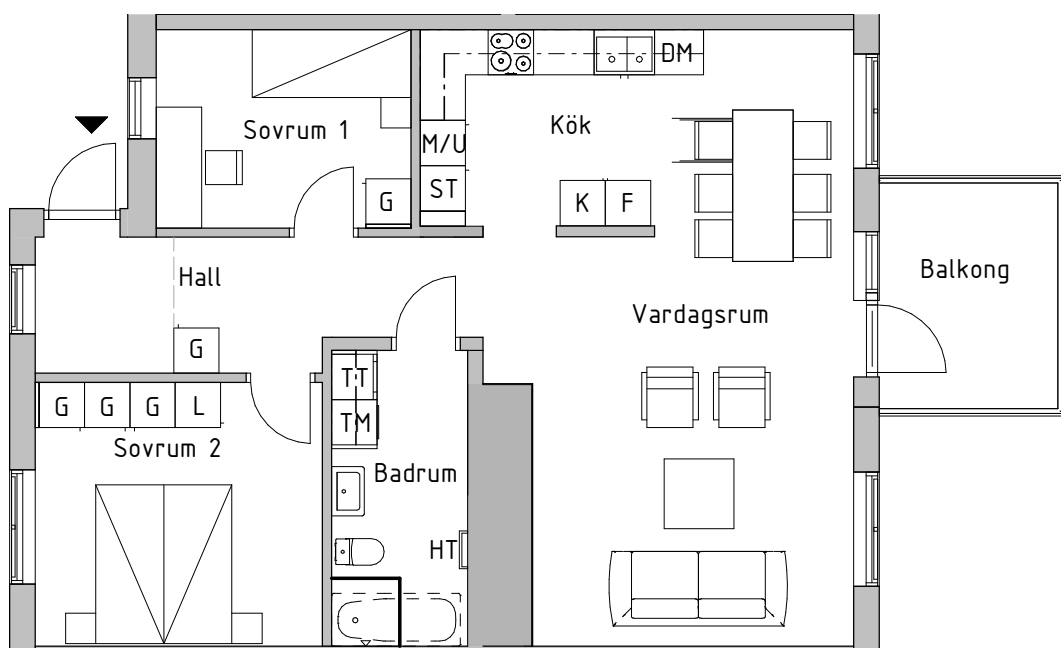 DM
Kök
Sovrum 1
M/U
ST
G
K
F
Hall
Balkong
Vardagsrum
G
TT
G
G
G
L
TM
Sovrum 2
Badrum
HT